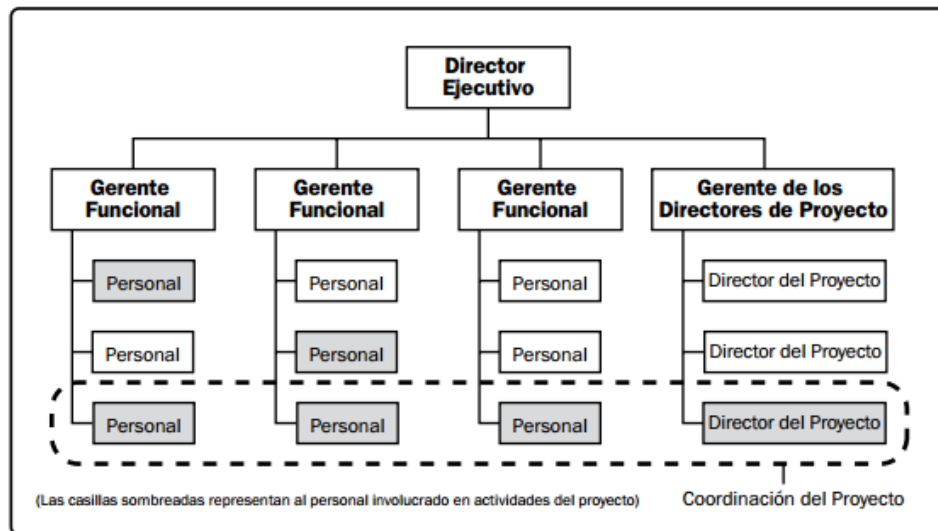 Director
Ejecutivo
Gerente
Funcional
Gerente
Funcional
Gerente
Funcional
Gerente de los
Directores de Proyecto
Personal
Personal
Personal
Director del Proyecto
Personal
Personal
Personal
Director del Proyecto
Personal
Personal
Personal
Director del Proyecto
(Las casillas sombreadas representan al personal involucrado en actividades del proyecto)
Coordinación del Proyecto